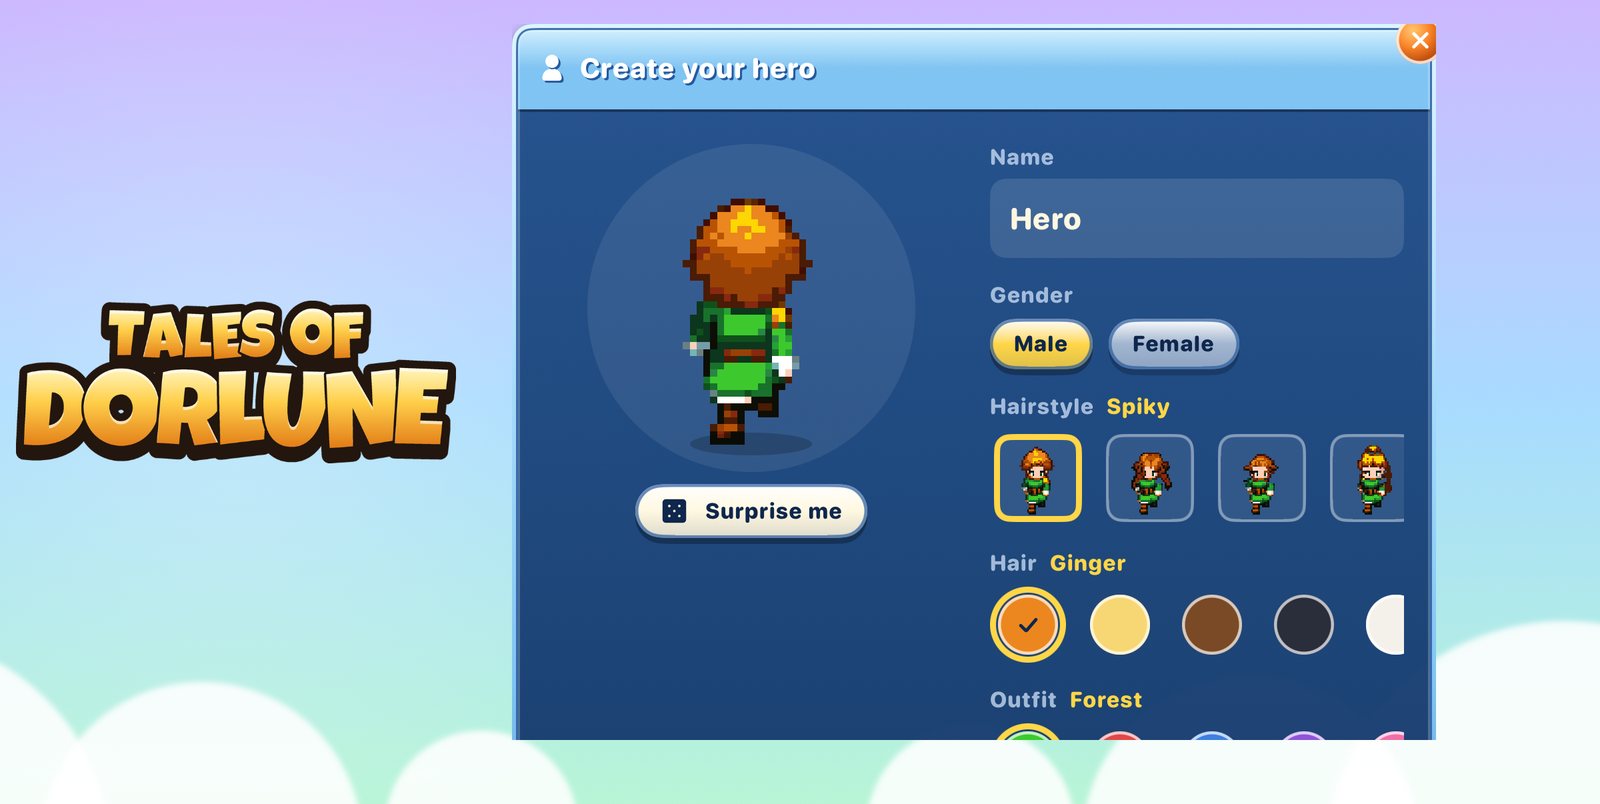 TALES OF
DORLUNE
Create your hero
Surprise me
Name
Hero
Gender
Male
Female
Hairstyle Spiky
Hair Ginger
Outfit Forest